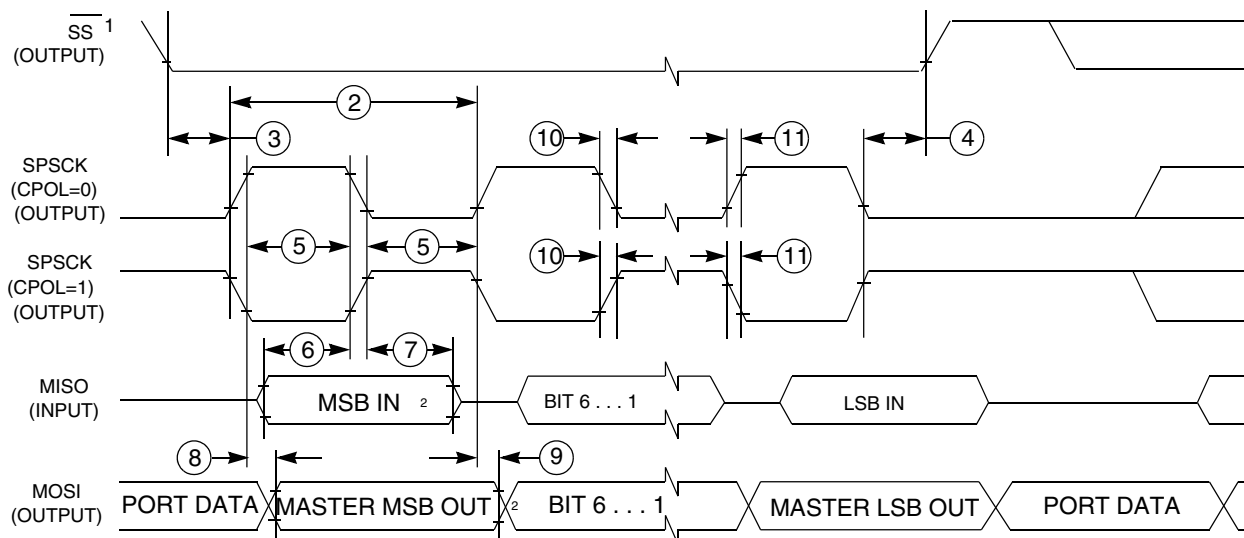 SS 1
(OUTPUT)
2
3
10
11
4
SPSCK
(CPOL=0)
(OUTPUT)
5
5
SPSCK
(CPOL=1)
(OUTPUT)
10
11
6
7
MISO
(INPUT)
MSB IN 2
BIT 6 . . . 1
LSB IN
8
9
MOSI
(OUTPUT)
PORT DATA
MASTER MSB OUT 2
BIT 6 . . . 1
MASTER LSB OUT
PORT DATA